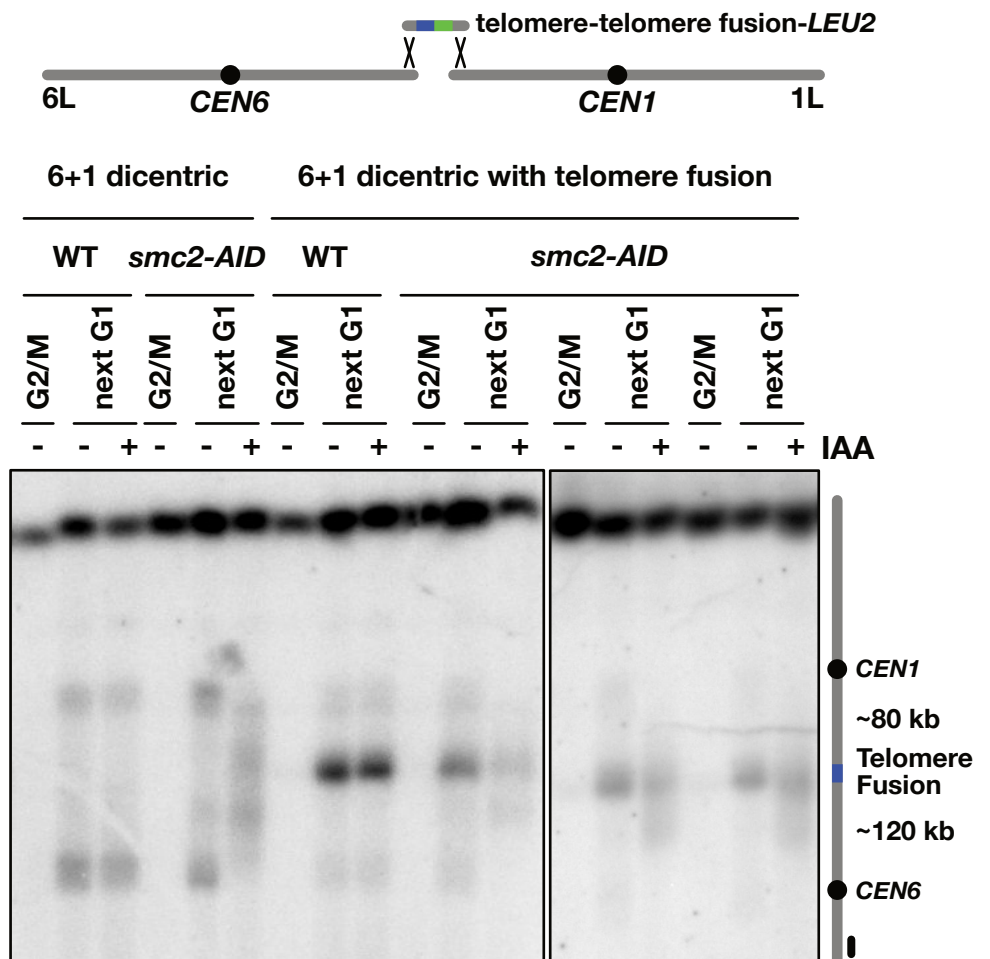 telomere-telomere fusion-LEU2
6L CEN6 CEN1 1L
6+1 dicentric 6+1 dicentric with telomere fusion
WT smc2-AID WT smc2-AID
G2/M next G1 G2/M next G1 G2/M next G1 G2/M next G1 G2/M next G1 G2/M next G1
- - + - - + - - + - - + - - + - - + IAA
CEN1
~80 kb
Telomere
Fusion
~120 kb
CEN6